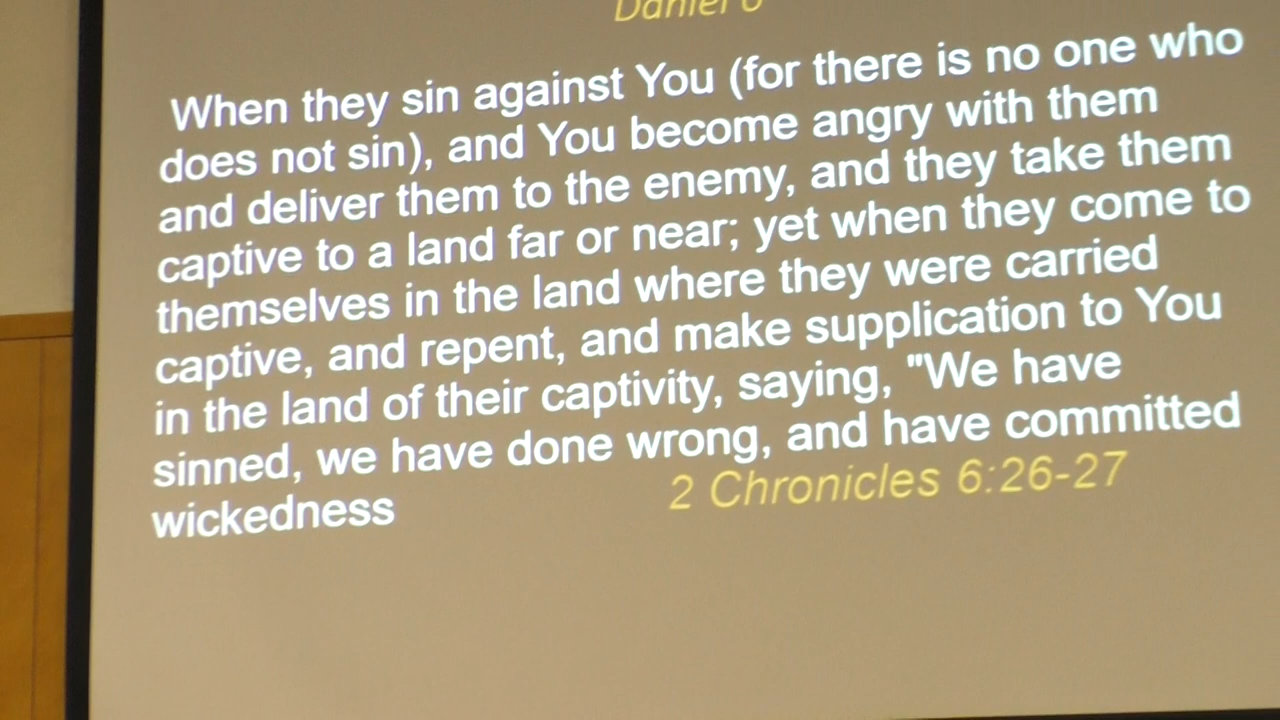 Daniel 6
When they sin against You (for there is no one who
does not sin), and You become angry with them
and deliver them to the enemy, and they take them
captive to a land far or near; yet when they come to
themselves in the land where they were carried
captive, and repent, and make supplication to You
in the land of their captivity, saying, "We have
sinned, we have done wrong, and have committed
wickedness
2 Chronicles 6:26-27